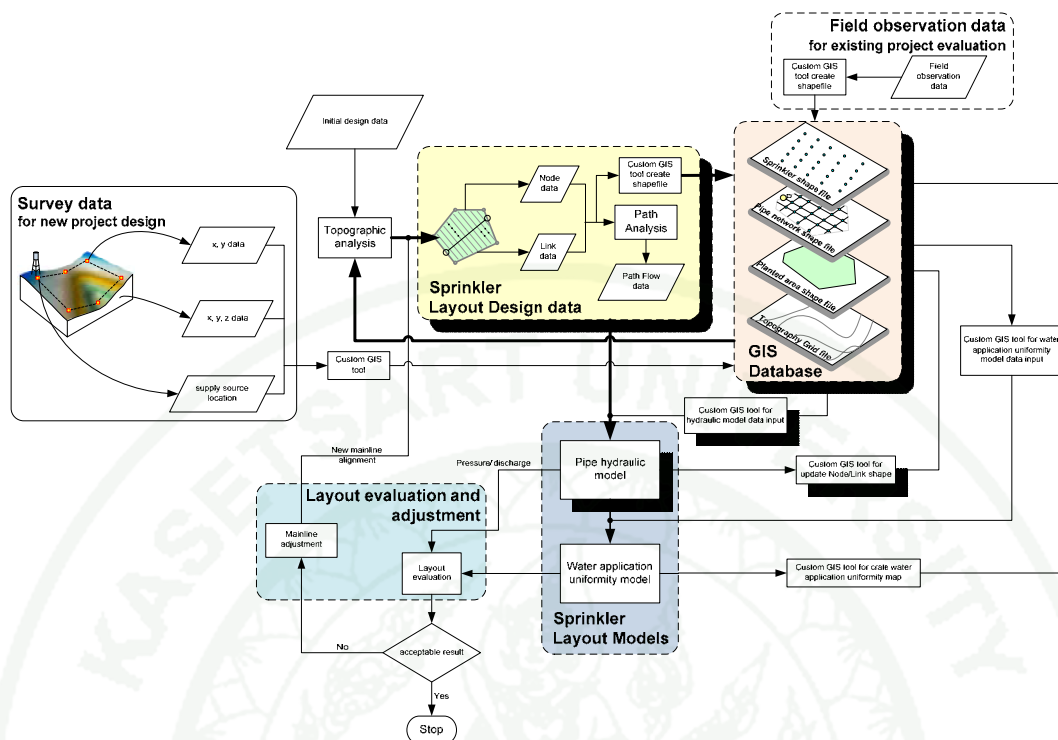 Field observation data
for existing project evaluation
Custom GIS
tool create
shapefile
Field
observation
data
Initial design data
Survey data
for new project design
x, y data
x, y, z data
supply source
location
Topographic
analysis
Custom GIS
tool
Node
data
Link
data
Custom GIS
tool create
shapefile
Path
Analysis
Path Flow
data
Sprinkler
Layout Design data
Sprinkler shape file
Pipe network shape file
Planted area shape file
Topography Grid file
GIS
Database
Custom GIS tool for water
application uniformity
model data input
Custom GIS tool for
hydraulic model data input
New mainline
alignment
Pressure/discharge
Pipe hydraulic
model
Custom GIS tool for
update Node/Link shape
Layout evaluation and
adjustment
Mainline
adjustment
Layout
evaluation
Water application
uniformity model
Custom GIS tool for crate water
application uniformity map
Sprinkler
Layout Models
No
acceptable result
Yes
Stop
KASETSART UNIVERSITY